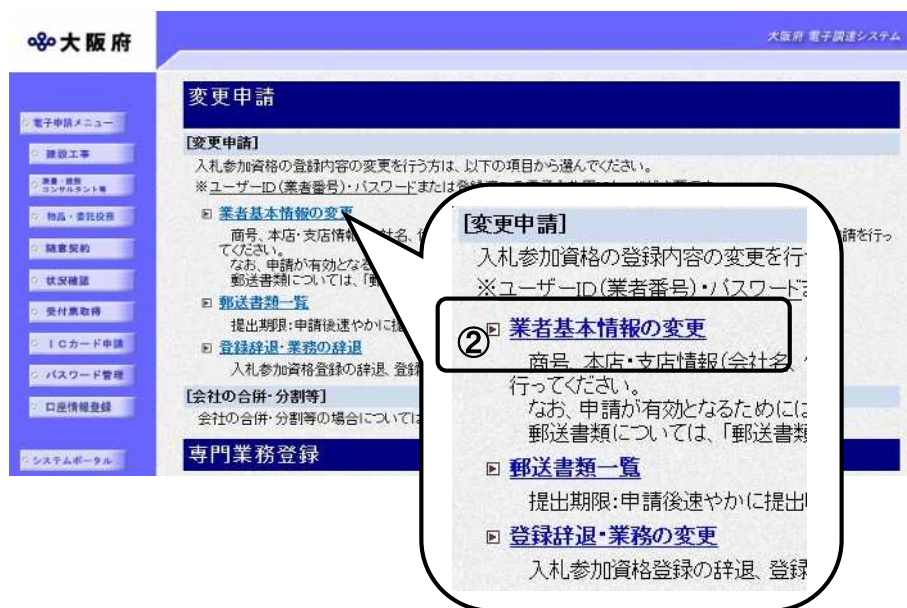 大阪府
大阪府 電子調達システム
電子申請メニュー
建設工事
測量・建設
コンサルタント等
物品・委託役務
随意契約
状況確認
受付票取得
ICカード申請
パスワード管理
口座情報登録
システムポータル
変更申請
[変更申請]
入札参加資格の登録内容の変更を行う方は、以下の項目から選んでください。
※ユーザーID(業者番号)・パスワードまたは
業者基本情報の変更
商号、本店・支店情報 会社名、 請を行っ
てください。
なお、申請が有効となる
郵送書類については、「郵
郵送書類一覧
提出期限:申請後速やかに提
登録辞退・業務の辞退
入札参加資格登録の辞退、登録
[会社の合併・分割等]
会社の合併・分割等の場合については
専門業務登録
[変更申請]
入札参加資格の登録内容の変更を行
※ユーザーID(業者番号)・パスワード
② 業者基本情報の変更
商号、本店・支店情報(会社名、
行ってください。
なお、申請が有効となるためには
郵送書類については、「郵送書類
郵送書類一覧
提出期限:申請後速やかに提出
登録辞退・業務の変更
入札参加資格登録の辞退、登録